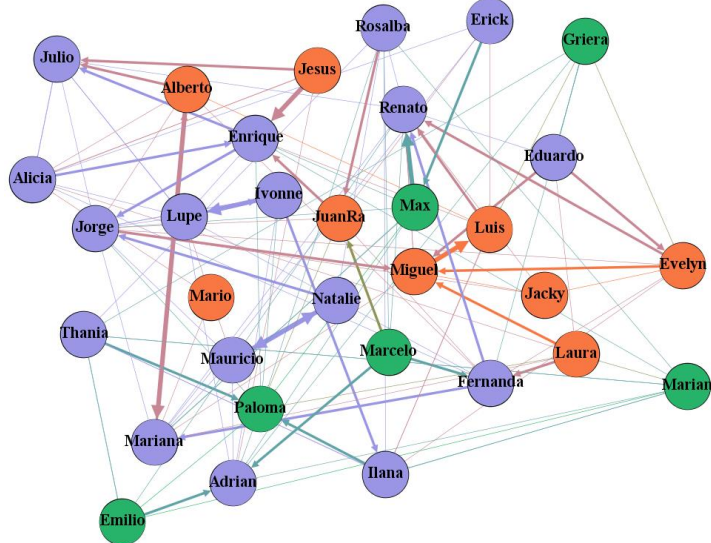 Rosalba
Erick
Griera
Julio
Jesus
Alberto
Renato
Enrique
Eduardo
Alicia
Ivonne
Lupe
JuanRa
Max
Jorge
Luis
Evelyn
Miguel
Mario
Natalie
Jacky
Thania
Mauricio
Marcelo
Laura
Fernanda
Marian
Paloma
Mariana
Adrian
Ilana
Emilio